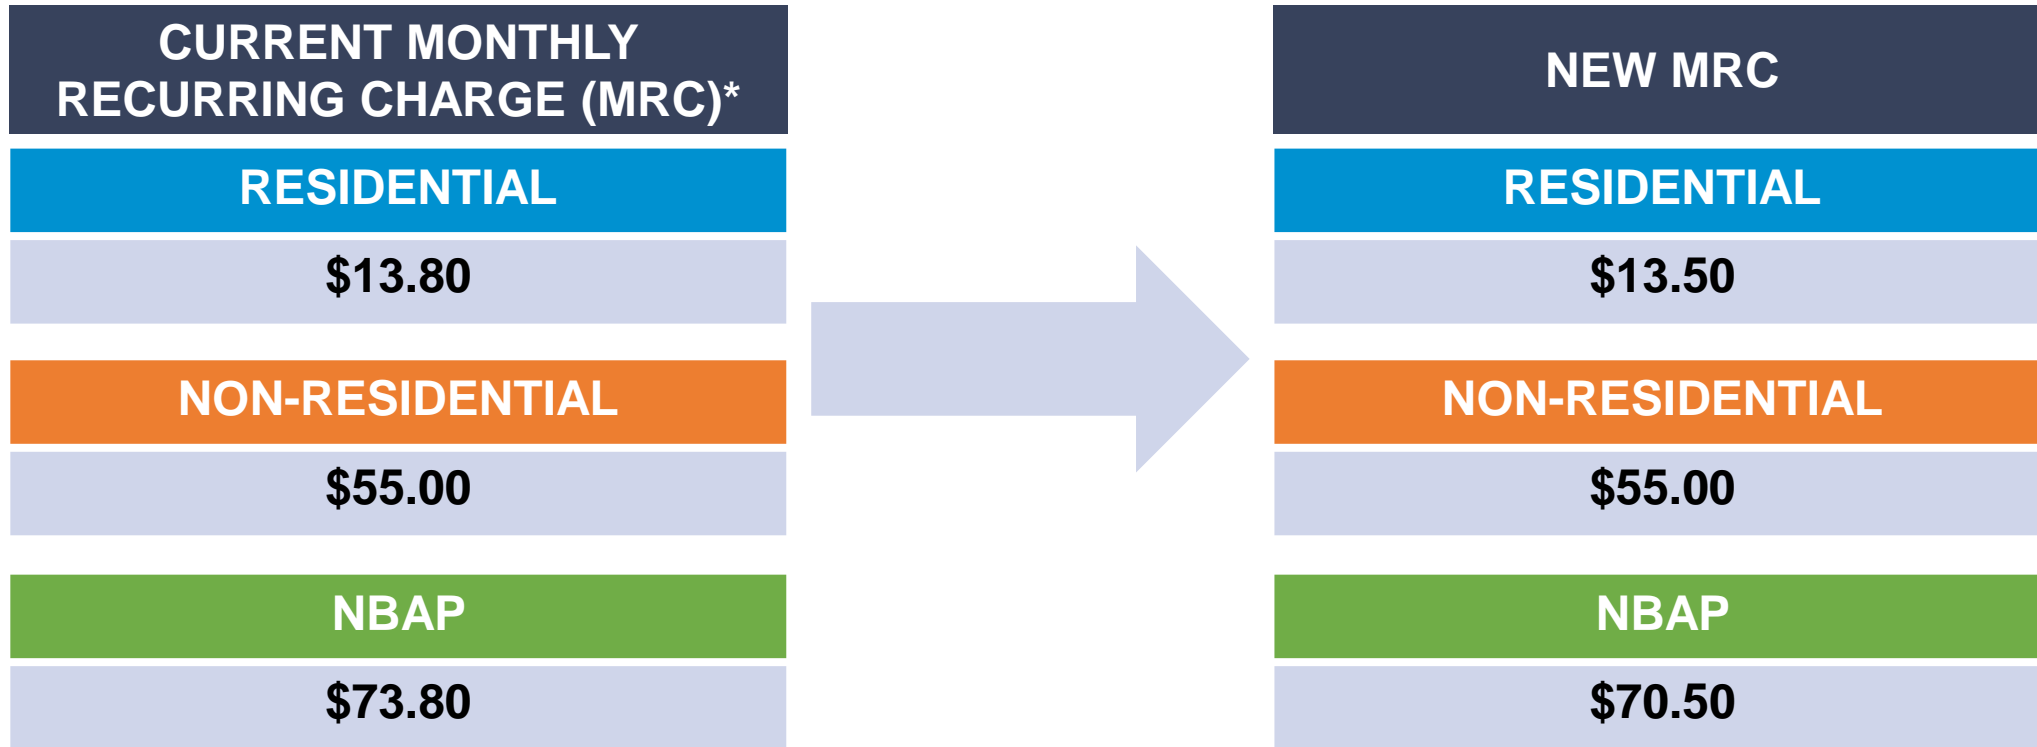 CURRENT MONTHLY
RECURRING CHARGE (MRC)*
RESIDENTIAL
$13.80
NON-RESIDENTIAL
$55.00
NBAP
$73.80
NEW MRC
RESIDENTIAL
$13.50
NON-RESIDENTIAL
$55.00
NBAP
$70.50